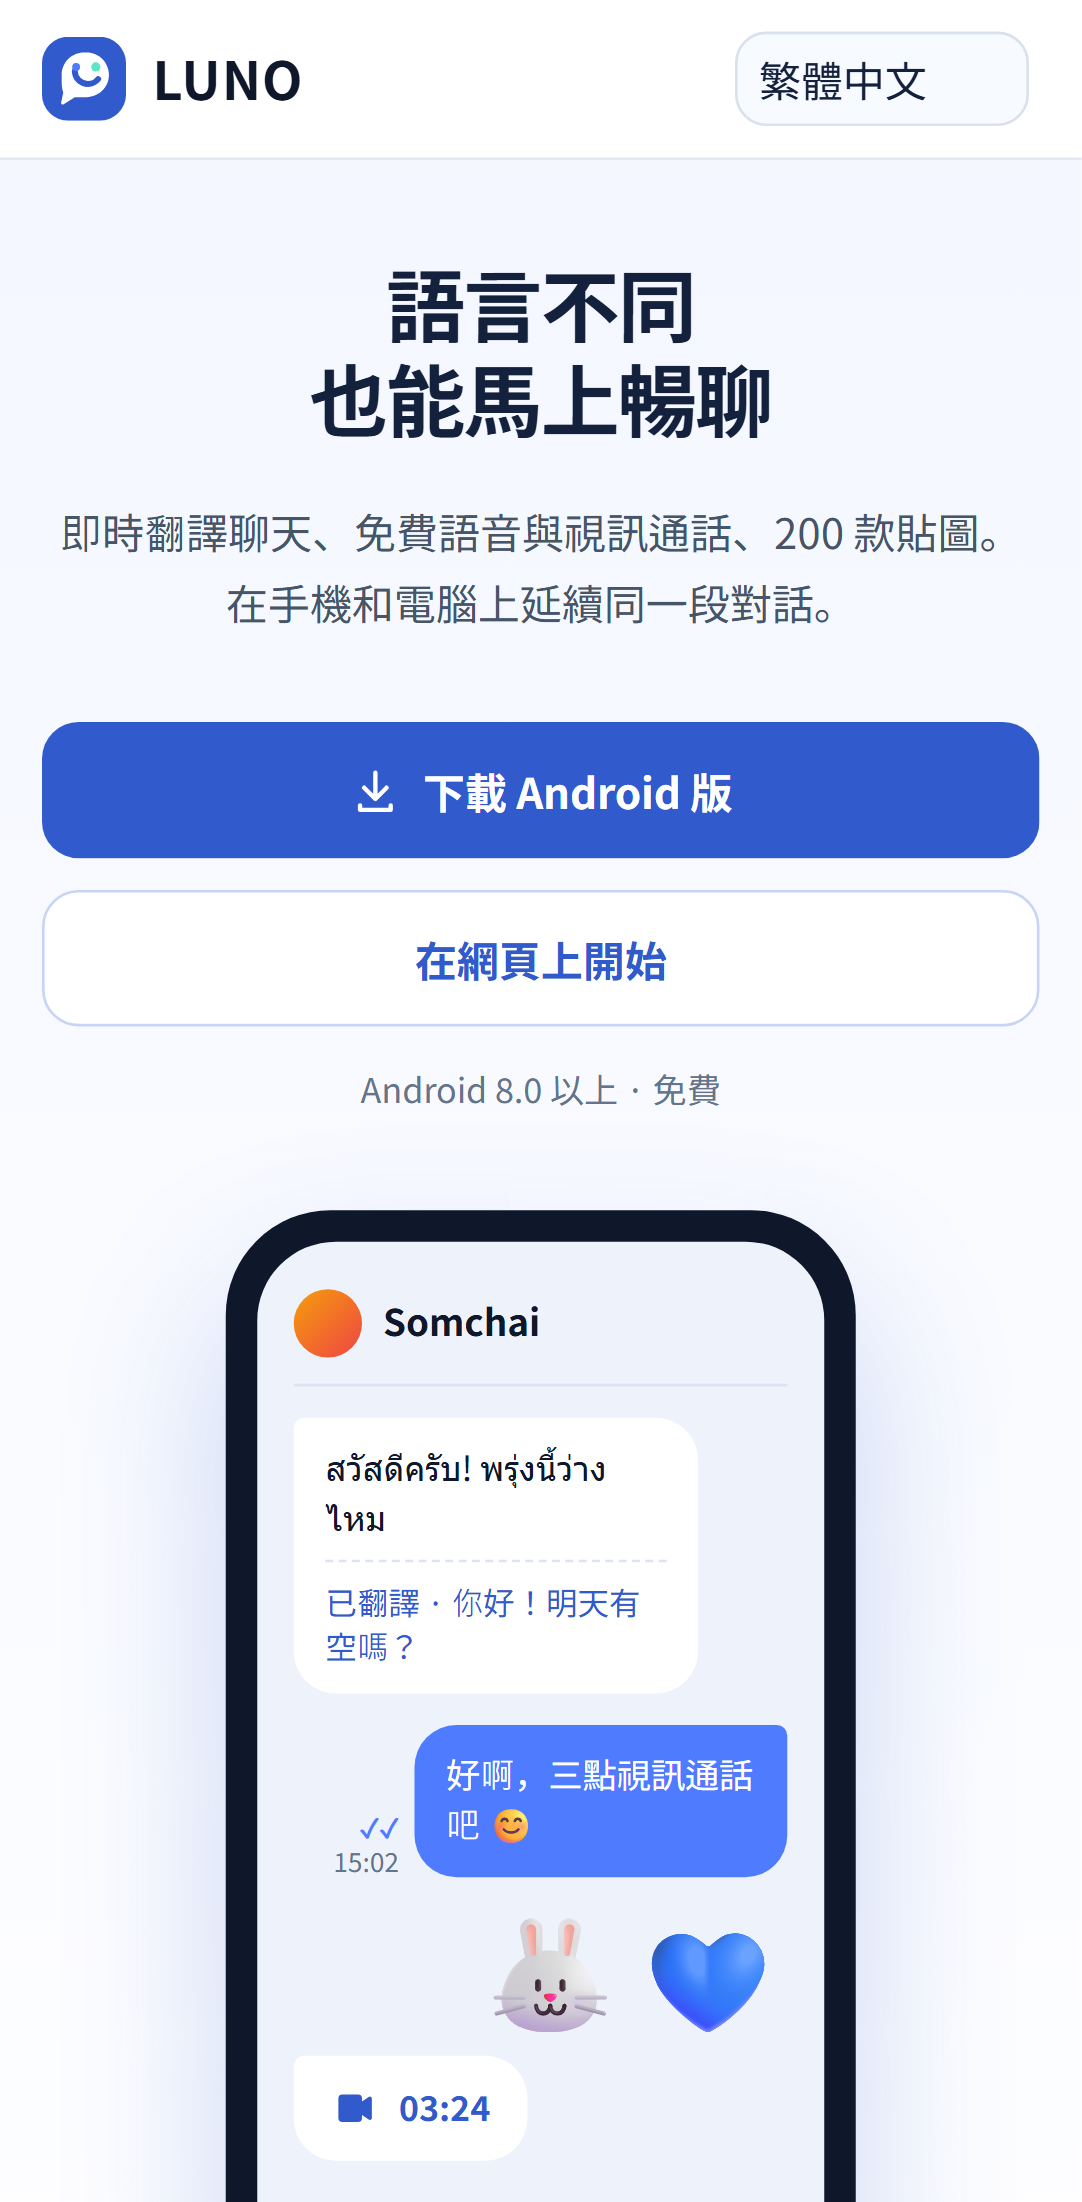 LUNO
繁體中文
語言不同
也能馬上暢聊
即時翻譯聊天、免費語音與視訊通話、200 款貼圖。
在手機和電腦上延續同一段對話。
下載 Android 版
在網頁上開始
Android 8.0 以上 · 免費
Somchai
สวัสดีครับ! พรุ่งนี้ว่าง
ไหม
已翻譯 · 你好！明天有
空嗎？
好啊，三點視訊通話
吧 😊
✓✓
15:02
03:24